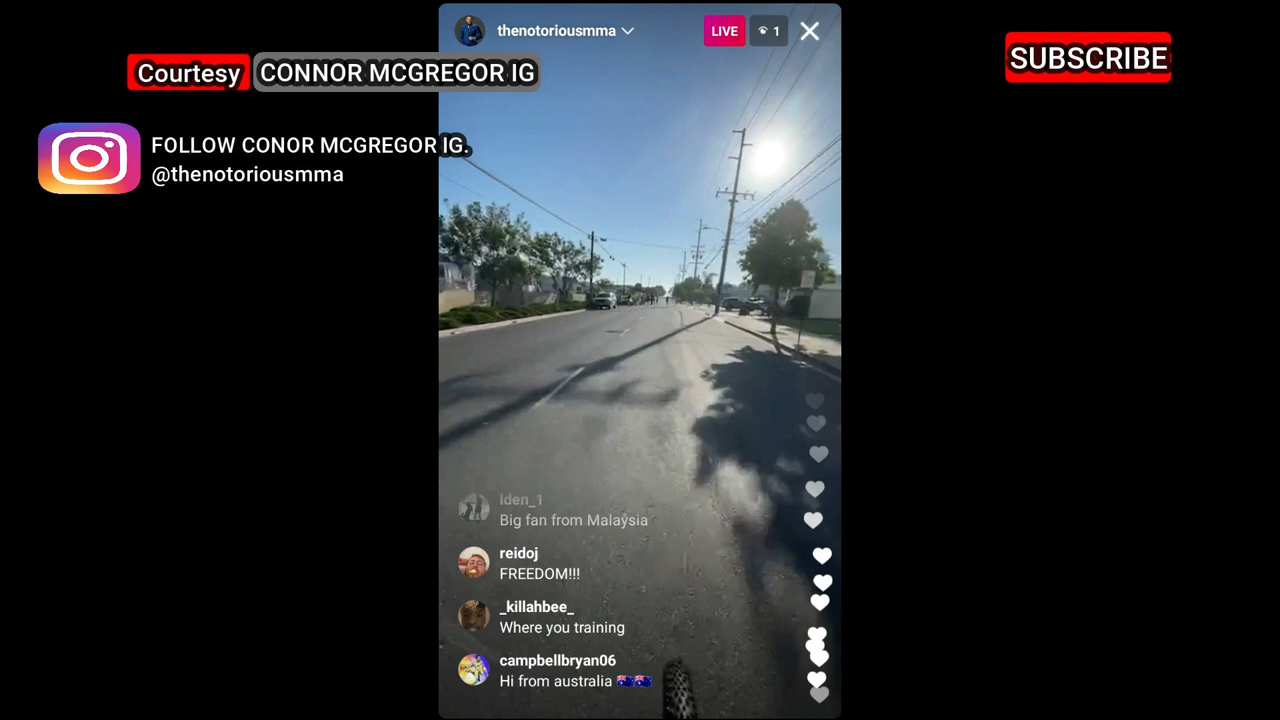 thenotoriousmma
LIVE
1
Courtesy CONNOR MCGREGOR IG
SUBSCRIBE
FOLLOW CONOR MCGREGOR IG.
@thenotoriousmma
iden_1
Big fan from Malaysia
reidoj
FREEDOM!!!
_killahbee_
Where you training
campbellbryan06
Hi from australia 🇦🇺🇦🇺